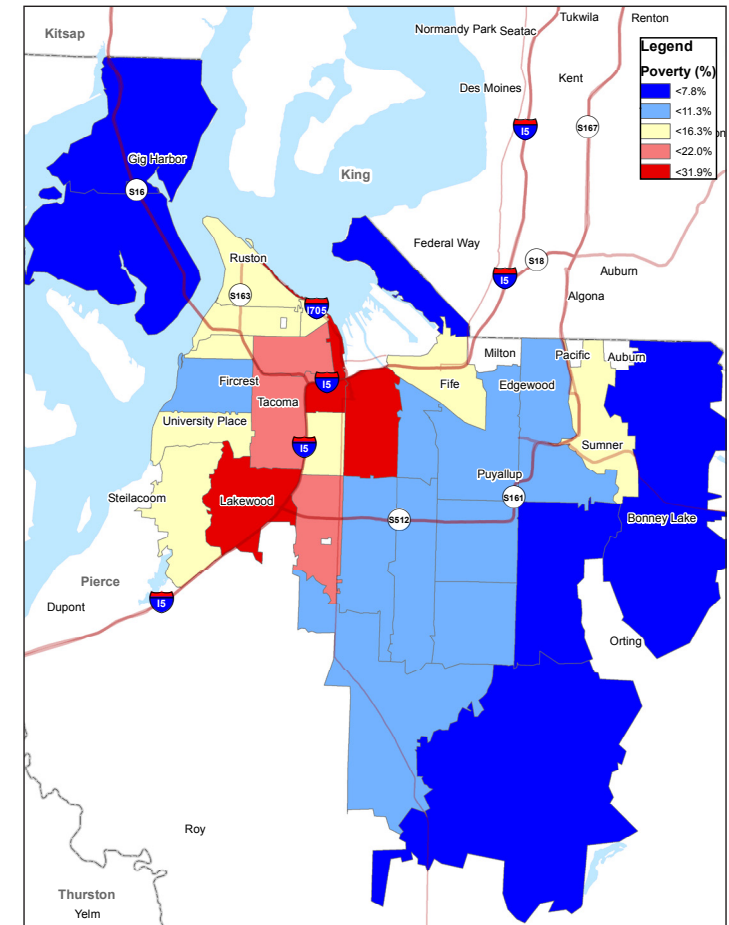 Kitsap
Normandy Park
Seatac
Tukwila
Renton
Legend
Poverty (%)
<7.8%
<11.3%
<16.3%
<22.0%
<31.9%
Des Moines
Kent
I5
S167
on
Gig Harbor
S16
King
Federal Way
S18
I5
Auburn
Ruston
S163
I705
Algona
Milton
Pacific
Auburn
Fircrest
I5
Fife
Edgewood
Tacoma
University Place
I5
Sumner
Puyallup
Steilacoom
Lakewood
S161
S512
Bonney Lake
Pierce
Dupont
I5
Orting
Roy
Thurston
Yelm